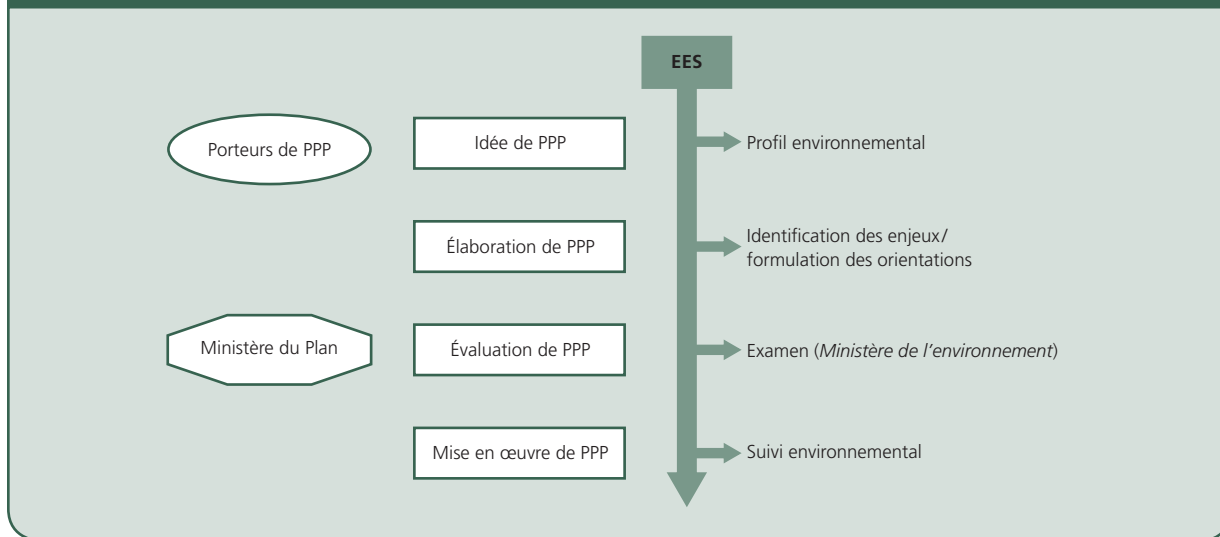 EES
Porteurs de PPP
Idée de PPP
Profil environnemental
Élaboration de PPP
Identification des enjeux/
formulation des orientations
Ministère du Plan
Évaluation de PPP
Examen (Ministère de l'environnement)
Mise en œuvre de PPP
Suivi environnemental